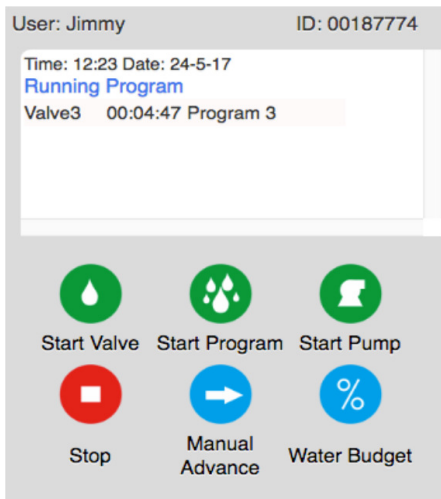 User: Jimmy ID: 00187774
Time: 12:23 Date: 24-5-17
Running Program
Valve3 00:04:47 Program 3
Start Valve Start Program Start Pump
%
Stop Manual Advance Water Budget